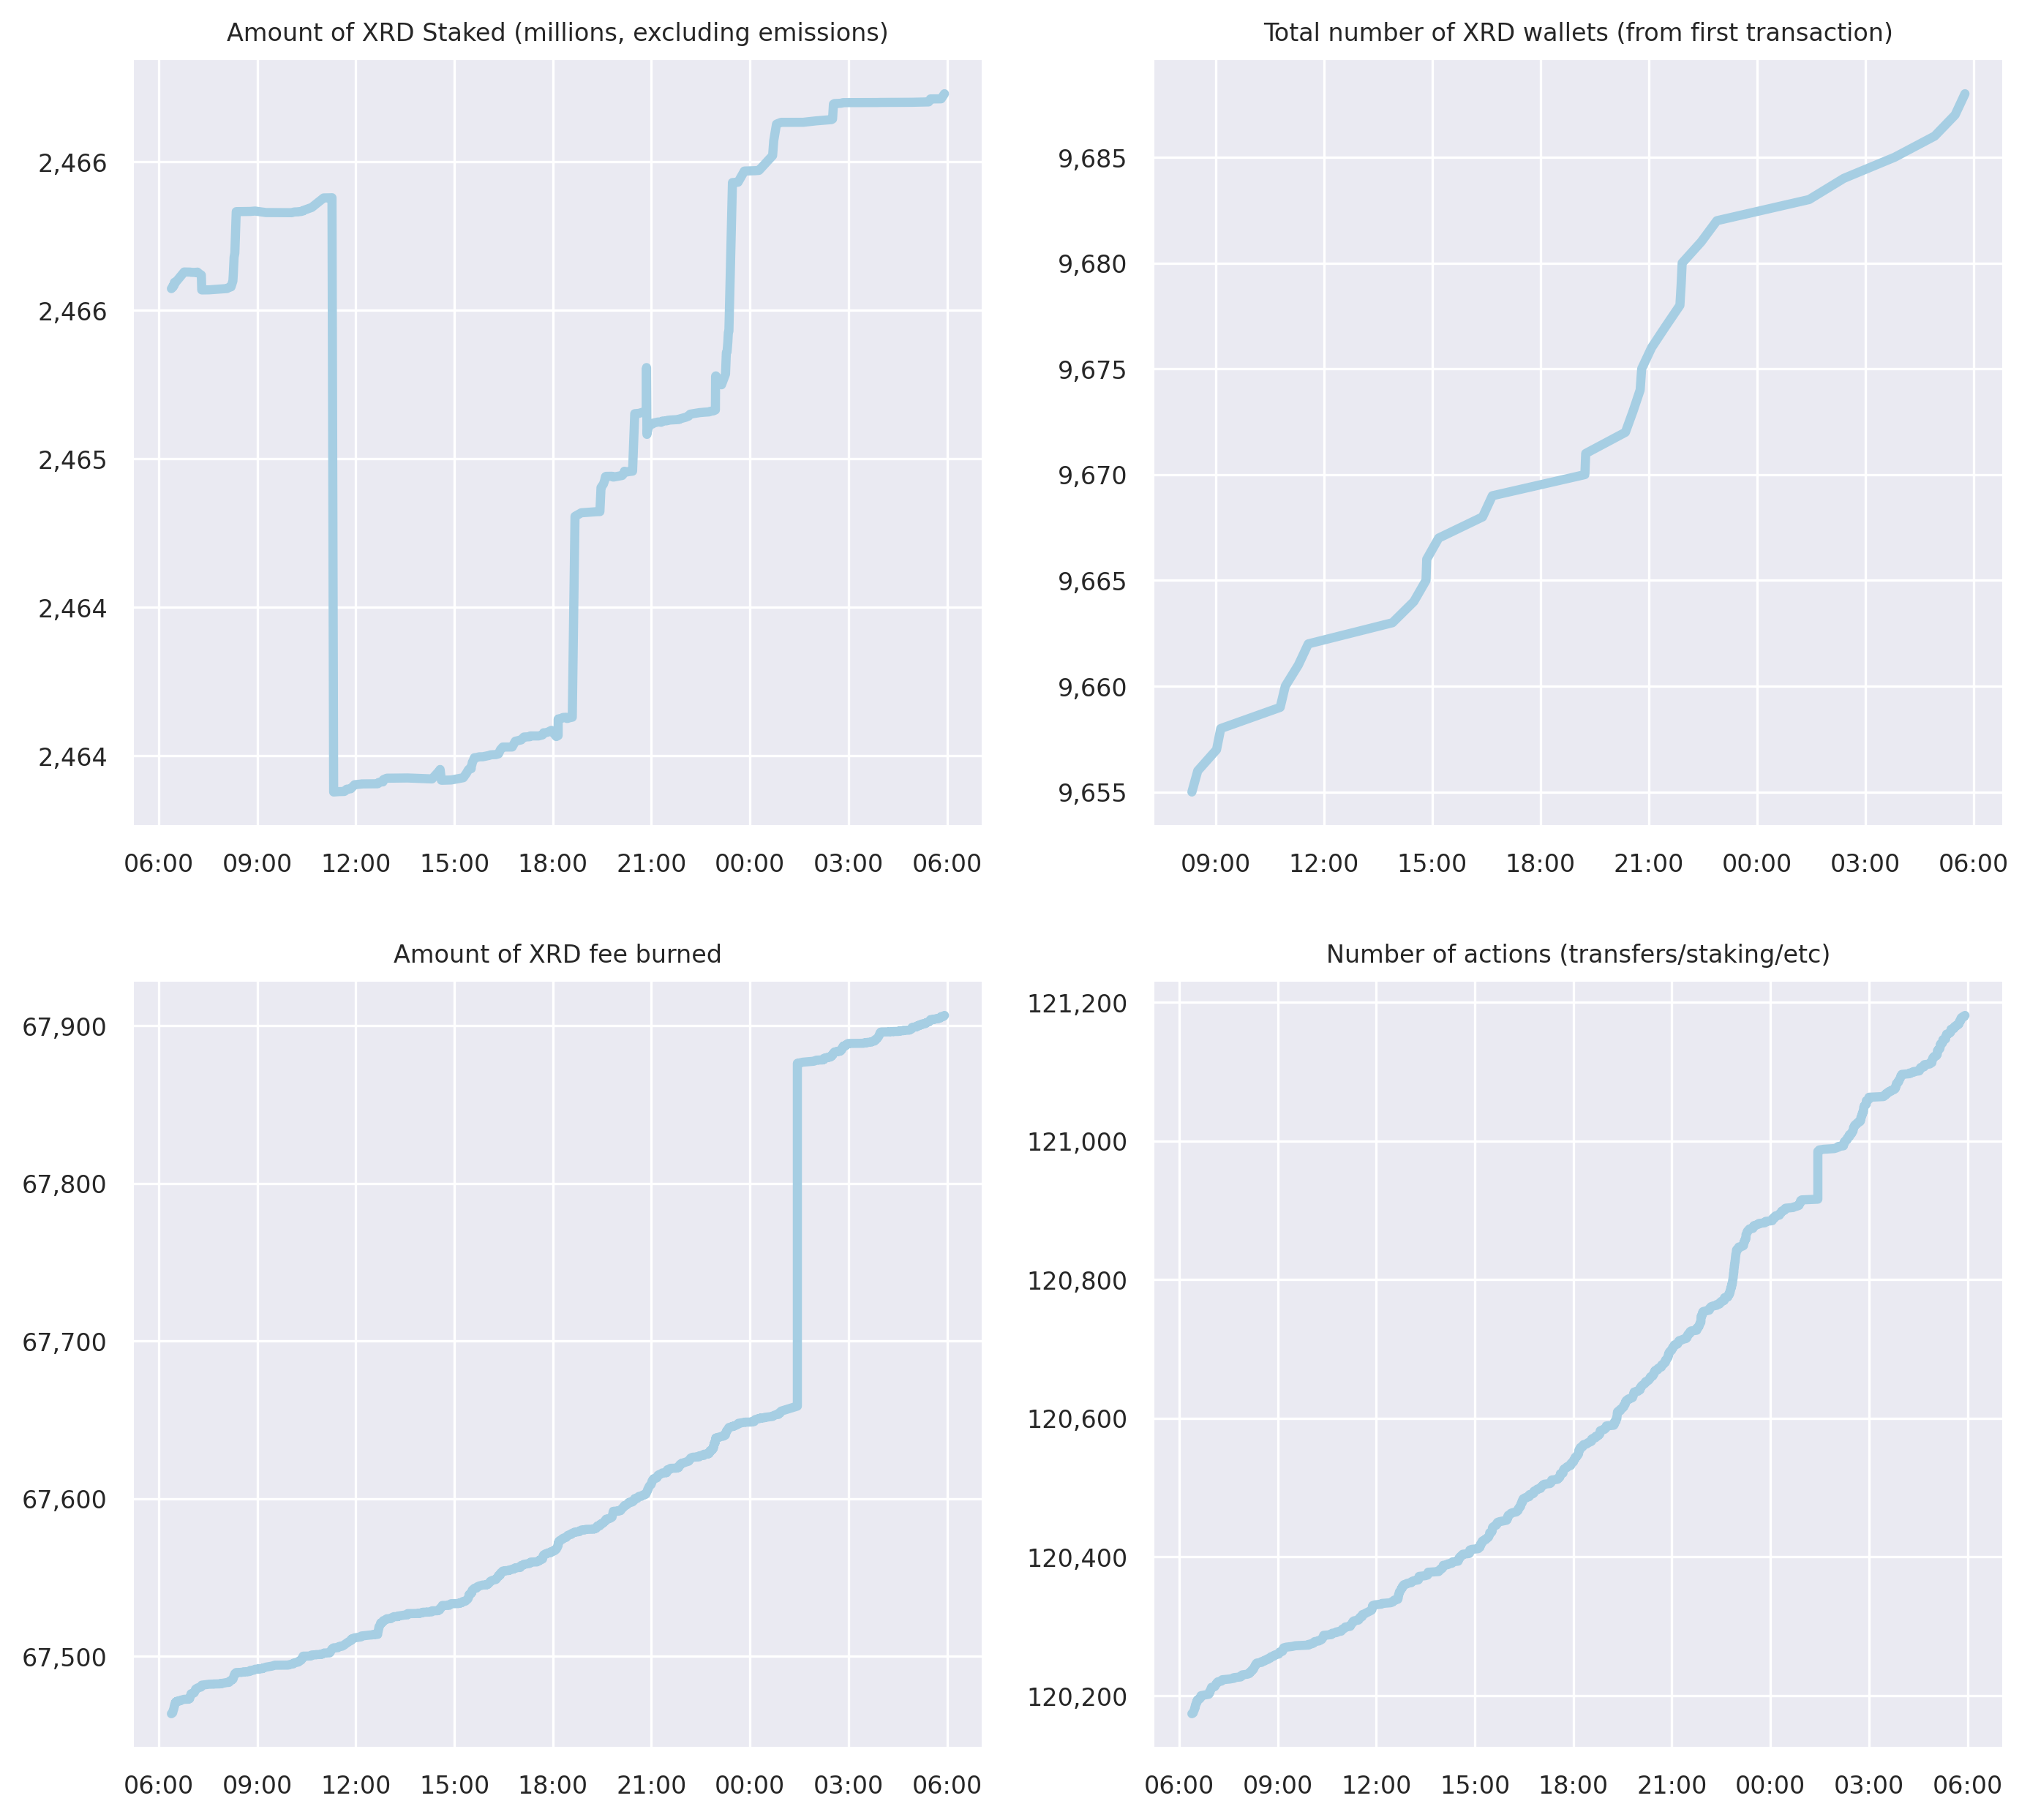 Amount of XRD Staked (millions, excluding emissions)
2,466
2,466
2,465
2,464
2,464
06:00 09:00 12:00 15:00 18:00 21:00 00:00 03:00 06:00
Total number of XRD wallets (from first transaction)
9,685
9,680
9,675
9,670
9,665
9,660
9,655
09:00 12:00 15:00 18:00 21:00 00:00 03:00 06:00
Amount of XRD fee burned
67,900
67,800
67,700
67,600
67,500
06:00 09:00 12:00 15:00 18:00 21:00 00:00 03:00 06:00
Number of actions (transfers/staking/etc)
121,200
121,000
120,800
120,600
120,400
120,200
06:00 09:00 12:00 15:00 18:00 21:00 00:00 03:00 06:00